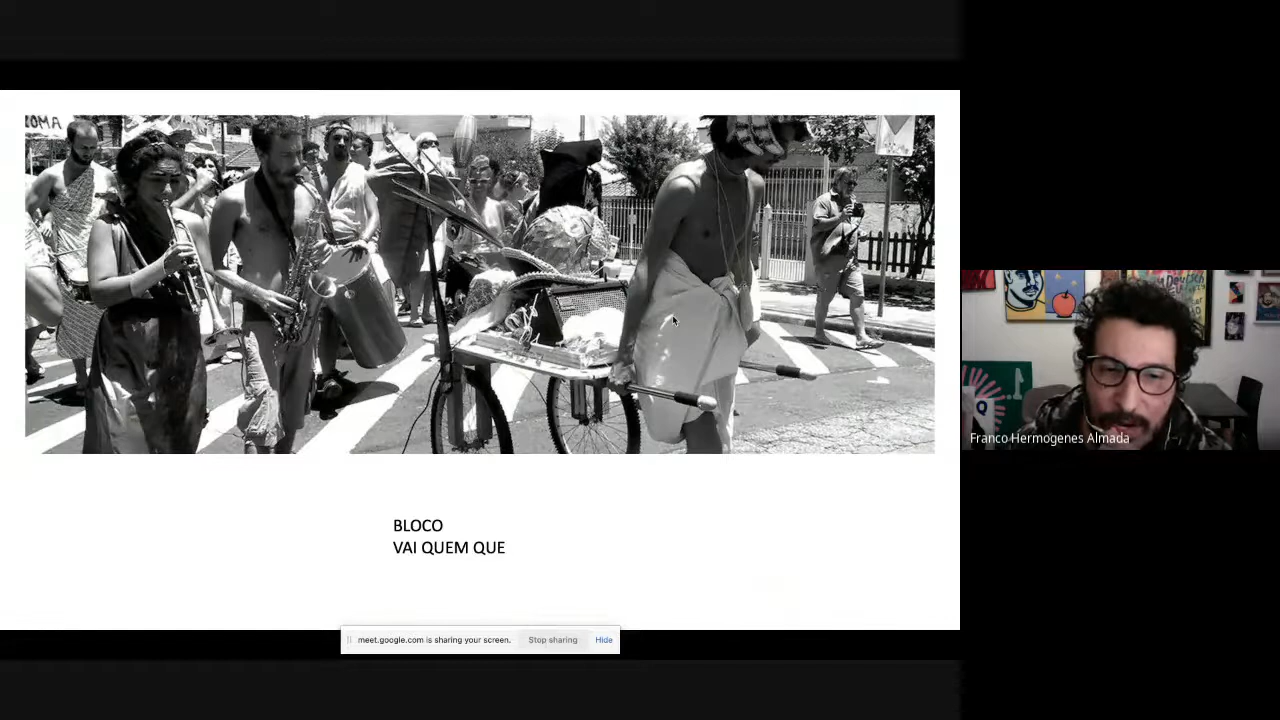 BLOCO
VAI QUEM QUE
meet.google.com is sharing your screen. Stop sharing Hide
Franco Hermogenes Almada